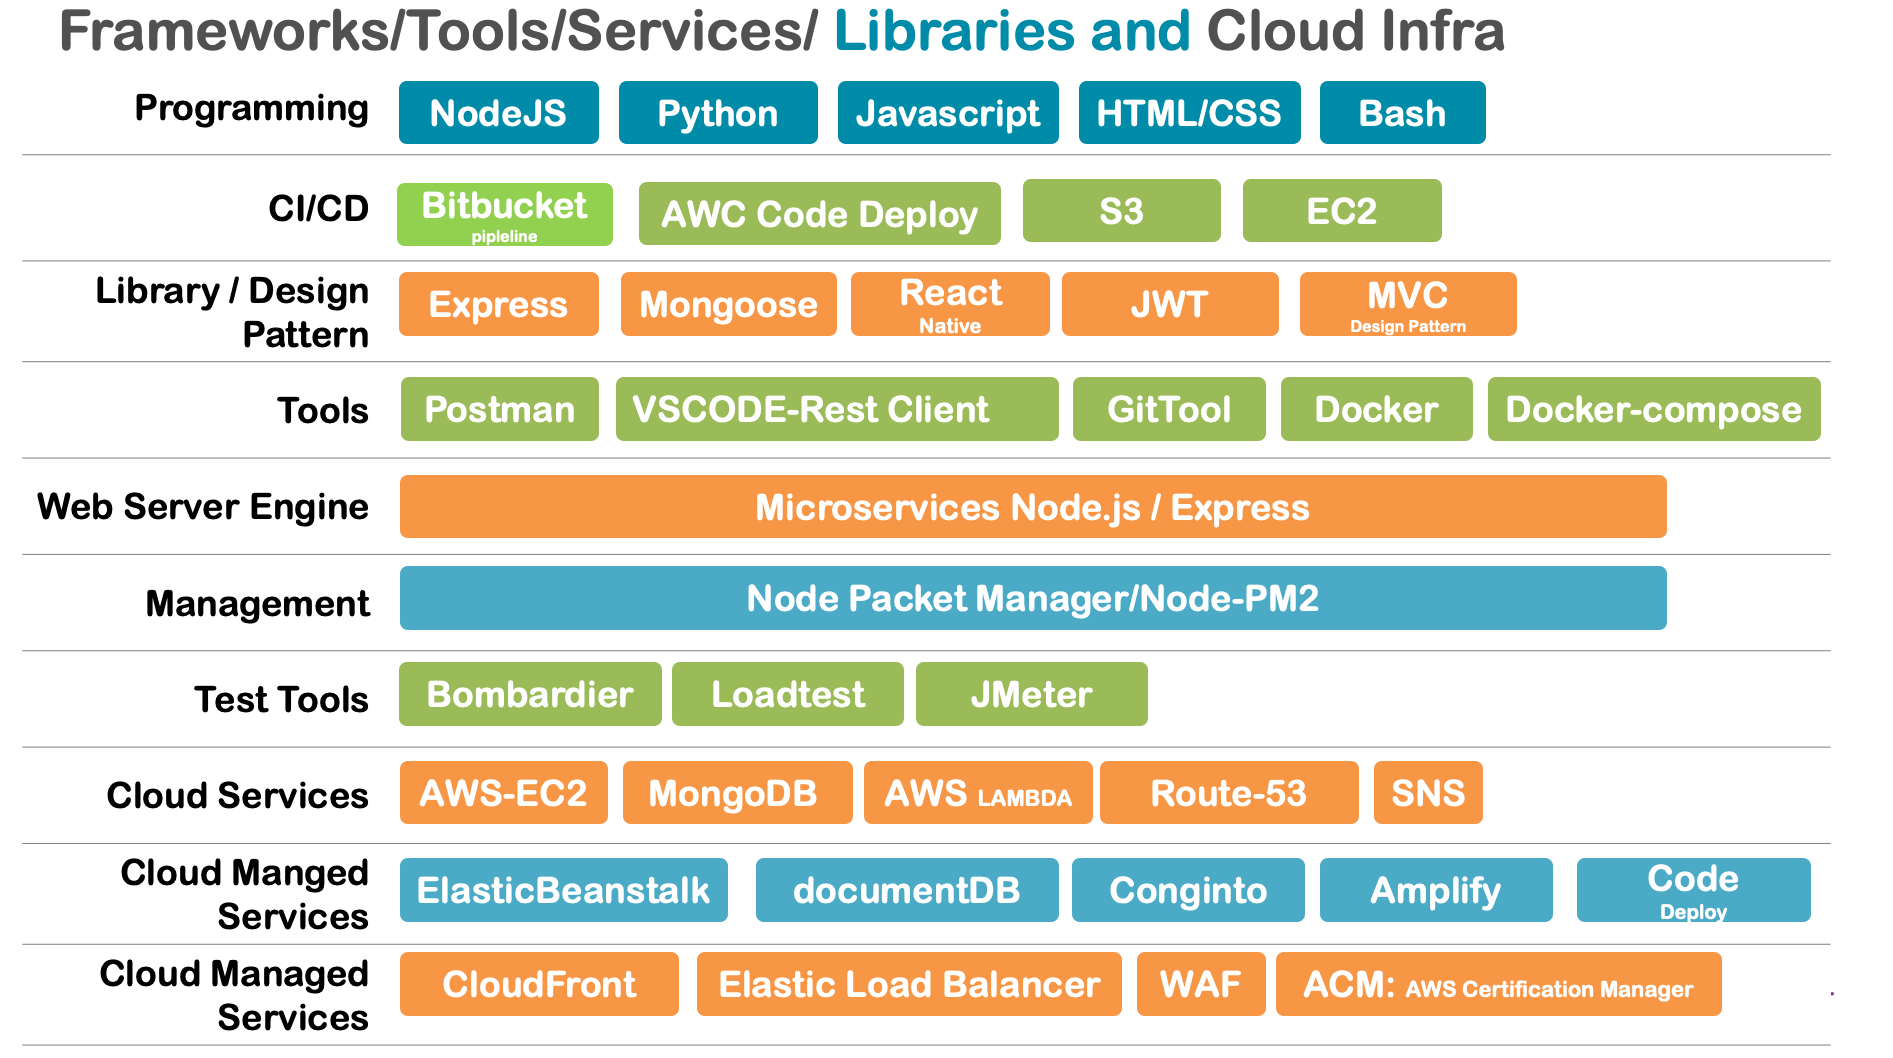 Frameworks/Tools/Services/ Libraries and Cloud Infra
Programming
NodeJS
Python
Javascript
HTML/CSS
Bash
CI/CD
Bitbucket
pipleline
AWC Code Deploy
S3
EC2
Library / Design
Pattern
Express
Mongoose
React
Native
JWT
MVC
Design Pattern
Tools
Postman
VSCODE-Rest Client
GitTool
Docker
Docker-compose
Web Server Engine
Microservices Node.js / Express
Management
Node Packet Manager/Node-PM2
Test Tools
Bombardier
Loadtest
JMeter
Cloud Services
AWS-EC2
MongoDB
AWS LAMBDA
Route-53
SNS
Cloud Manged
Services
ElasticBeanstalk
documentDB
Conginto
Amplify
Code
Deploy
Cloud Managed
Services
CloudFront
Elastic Load Balancer
WAF
ACM: AWS Certification Manager
.